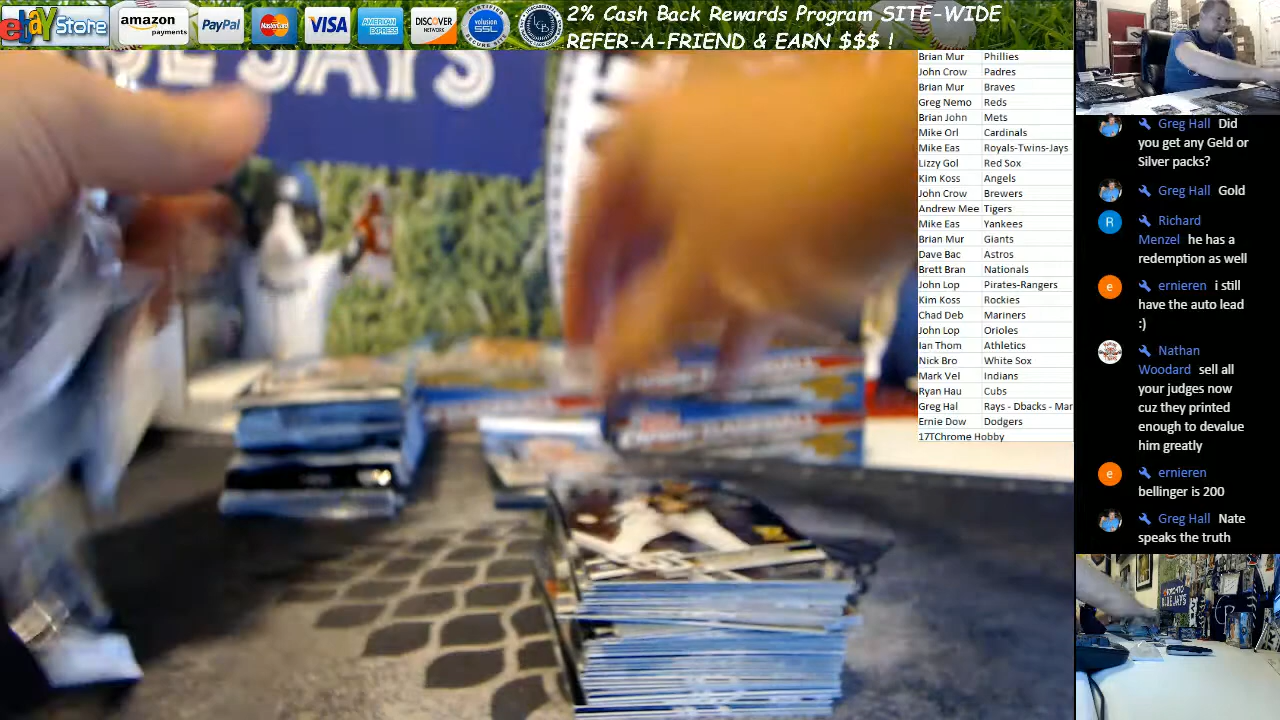 ebay Store
amazon payments
PayPal
MasterCard
VISA
AMERICAN EXPRESS
DISCOVER NETWORK
CERTIFIED volusion SSL SECURE
2% Cash Back Rewards Program SITE-WIDE
REFER-A-FRIEND & EARN $$$ !
JAYS
Brian Mur Phillies
John Crow Padres
Brian Mur Braves
Greg Nemo Reds
Brian John Mets
Mike Orl Cardinals
Mike Eas Royals-Twins-Jays
Lizzy Gol Red Sox
Kim Koss Angels
John Crow Brewers
Andrew Mee Tigers
Mike Eas Yankees
Brian Mur Giants
Dave Bac Astros
Brett Bran Nationals
John Lop Pirates-Rangers
Kim Koss Rockies
Chad Deb Mariners
John Lop Orioles
Ian Thom Athletics
Nick Bro White Sox
Mark Vel Indians
Ryan Hau Cubs
Greg Hal Rays - Dbacks - Mar
Ernie Dow Dodgers
17TChrome Hobby
Greg Hall Did
you get any Geld or
Silver packs?
Greg Hall Gold
R
Richard
Menzel he has a
redemption as well
e
ernieren i still
have the auto lead
:)
Nathan
Woodard sell all
your judges now
cuz they printed
enough to devalue
him greatly
e
ernieren
bellinger is 200
Greg Hall Nate
speaks the truth